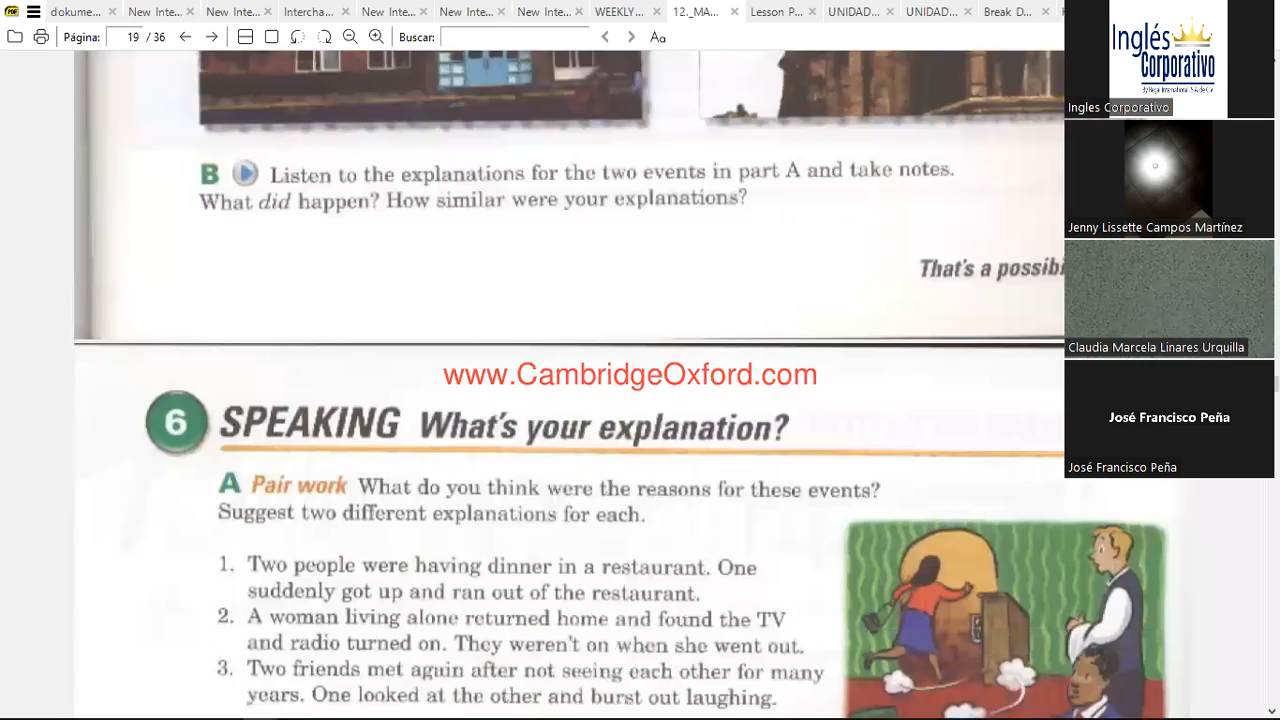 dokume...
New Inte...
New Inte...
Interchan...
New Inte...
New Inte...
New Inte...
WEEKLY...
12._MA...
Lesson P...
UNIDAD...
UNIDAD...
Break D...
Página: 19 / 36
Buscar:
Aa
Inglés
Corporativo
Ingles Corporativo
Jenny Lissette Campos Martínez
Claudia Marcela Linares Urquilla
José Francisco Peña
José Francisco Peña
B Listen to the explanations for the two events in part A and take notes.
What did happen? How similar were your explanations?
That's a possibi
www.CambridgeOxford.com
6 SPEAKING What's your explanation?
A Pair work What do you think were the reasons for these events?
Suggest two different explanations for each.
1. Two people were having dinner in a restaurant. One
suddenly got up and ran out of the restaurant.
2. A woman living alone returned home and found the TV
and radio turned on. They weren't on when she went out.
3. Two friends met again after not seeing each other for many
years. One looked at the other and burst out laughing.